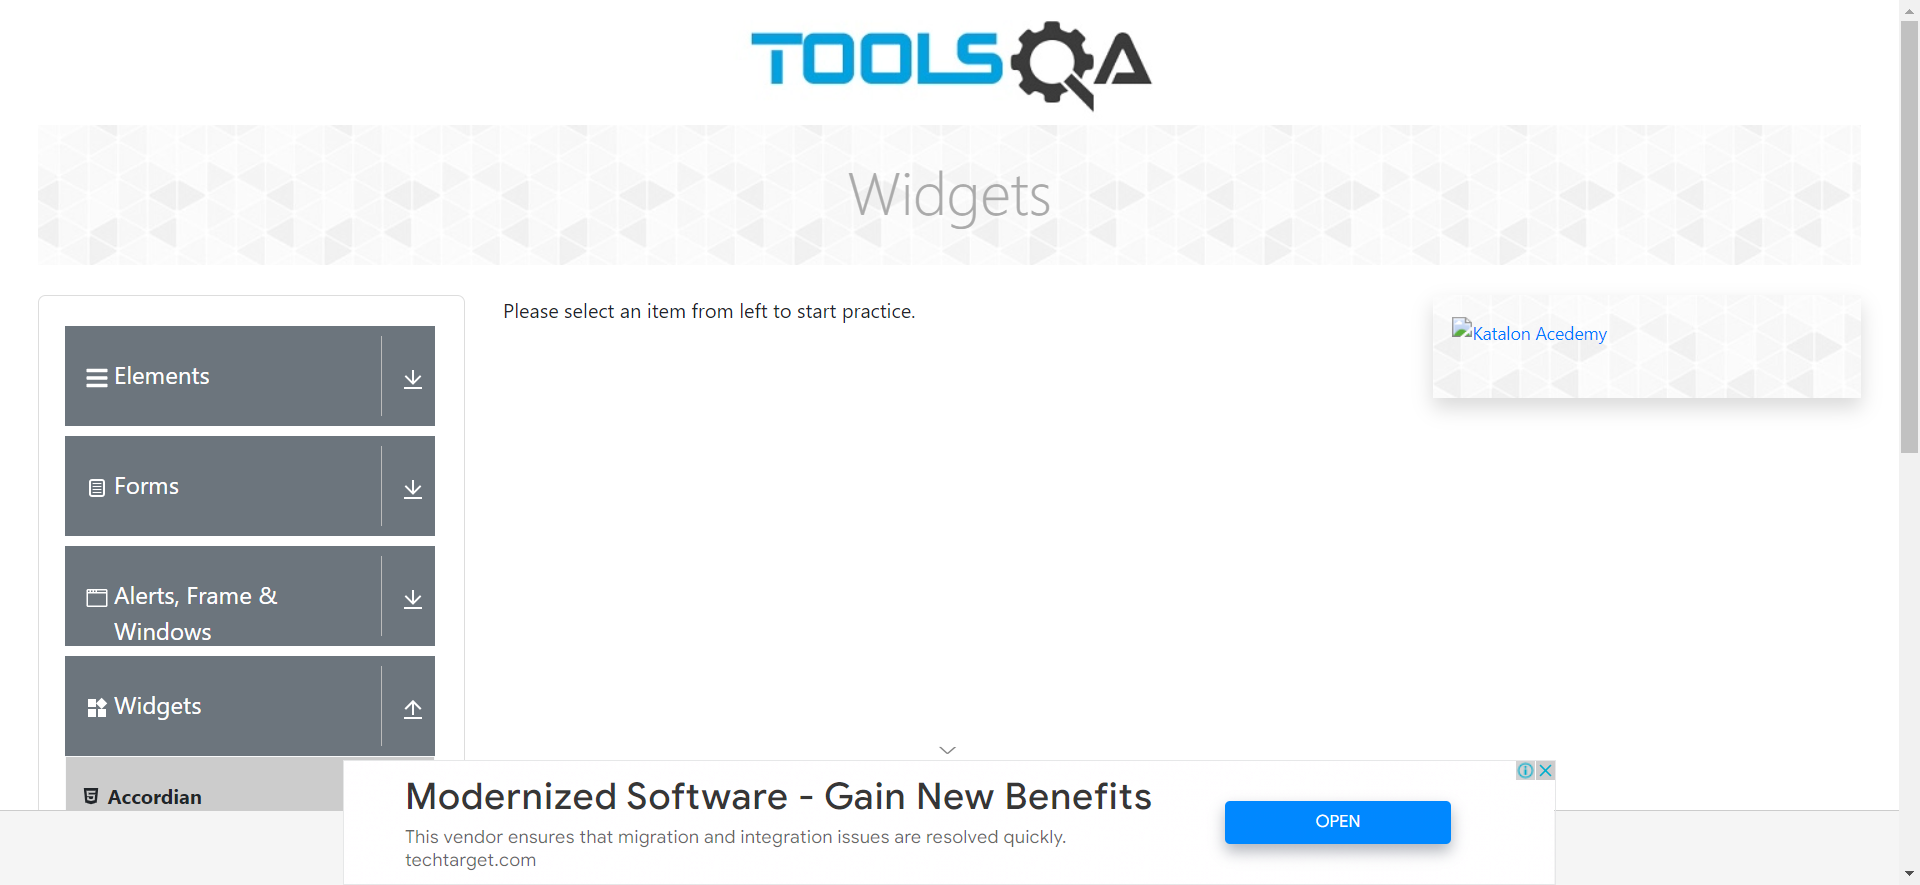 TOOLSQA
Widgets
Please select an item from left to start practice.
Katalon Acedemy
Elements
Forms
Alerts, Frame &
Windows
Widgets
Accordian
Modernized Software - Gain New Benefits
This vendor ensures that migration and integration issues are resolved quickly.
techtarget.com
OPEN